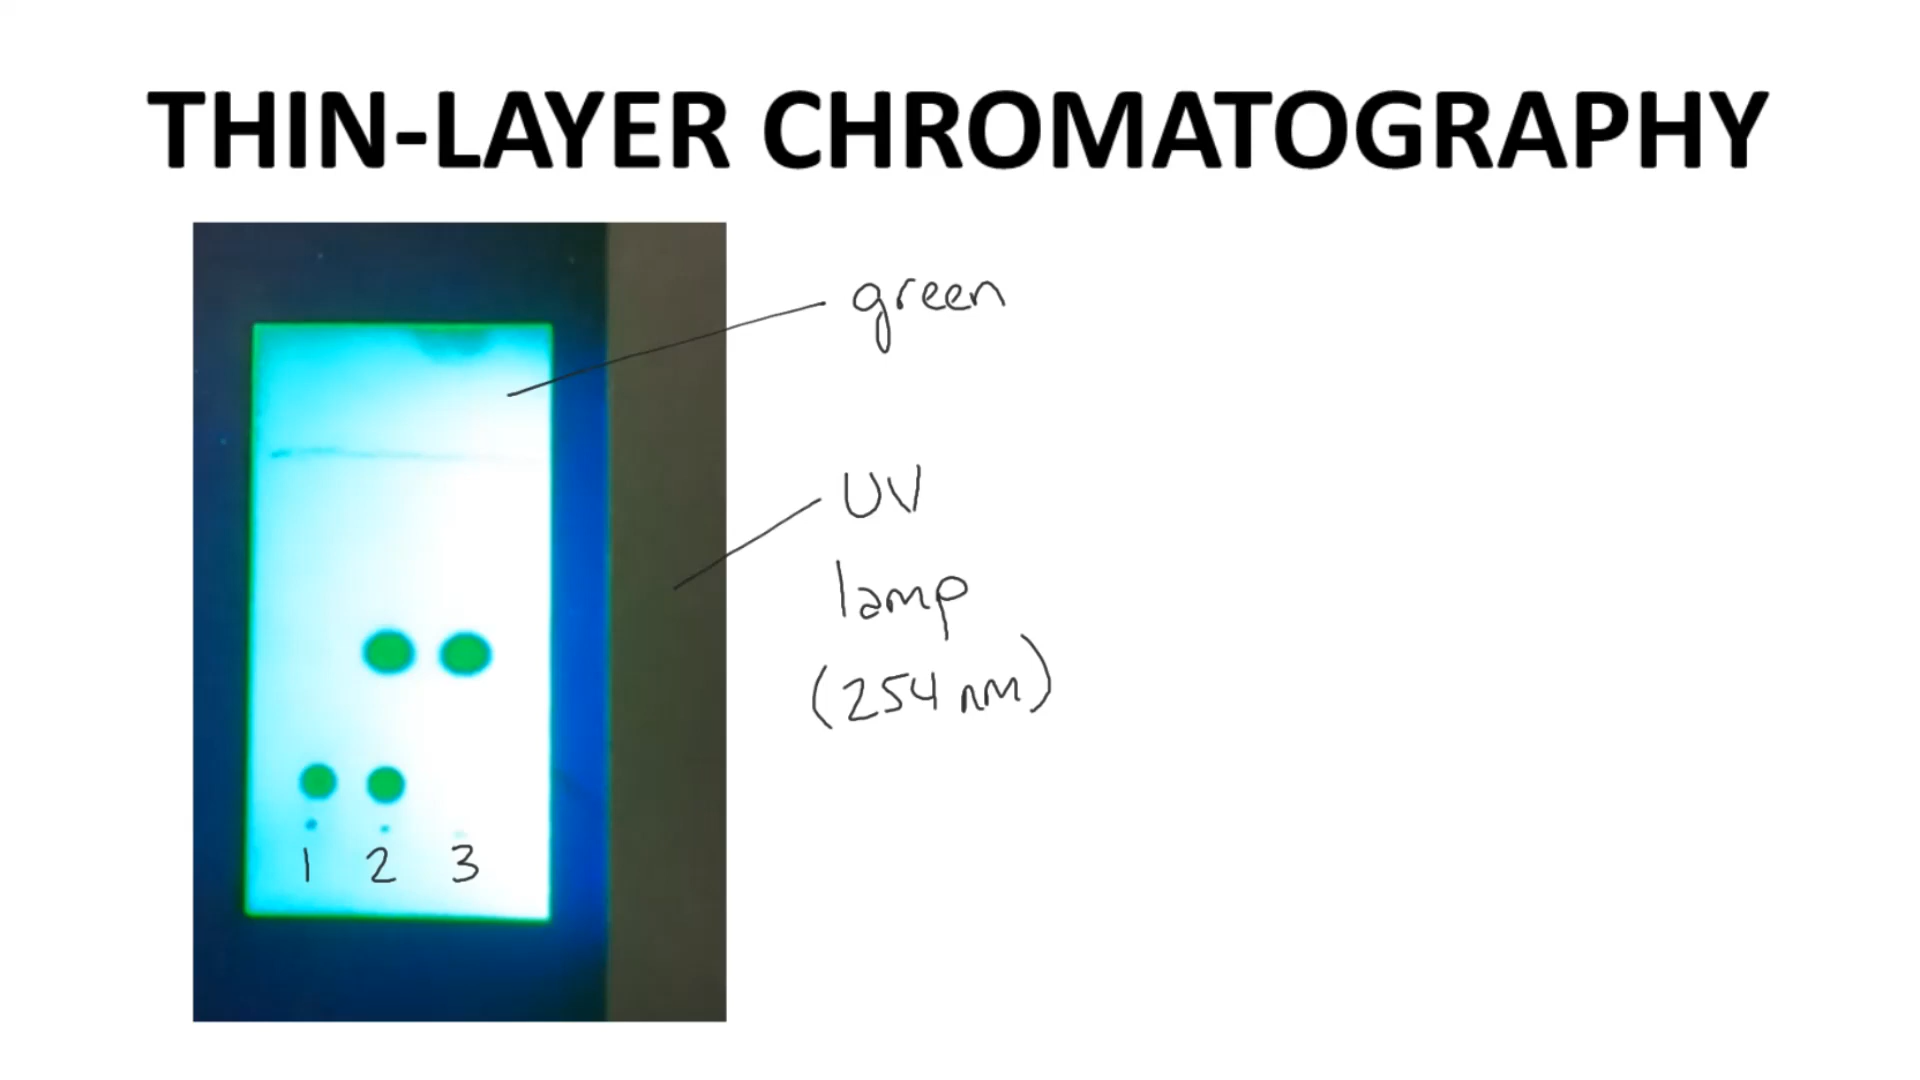 THIN-LAYER CHROMATOGRAPHY
green
UV
lamp
(254 nm)
1 2 3